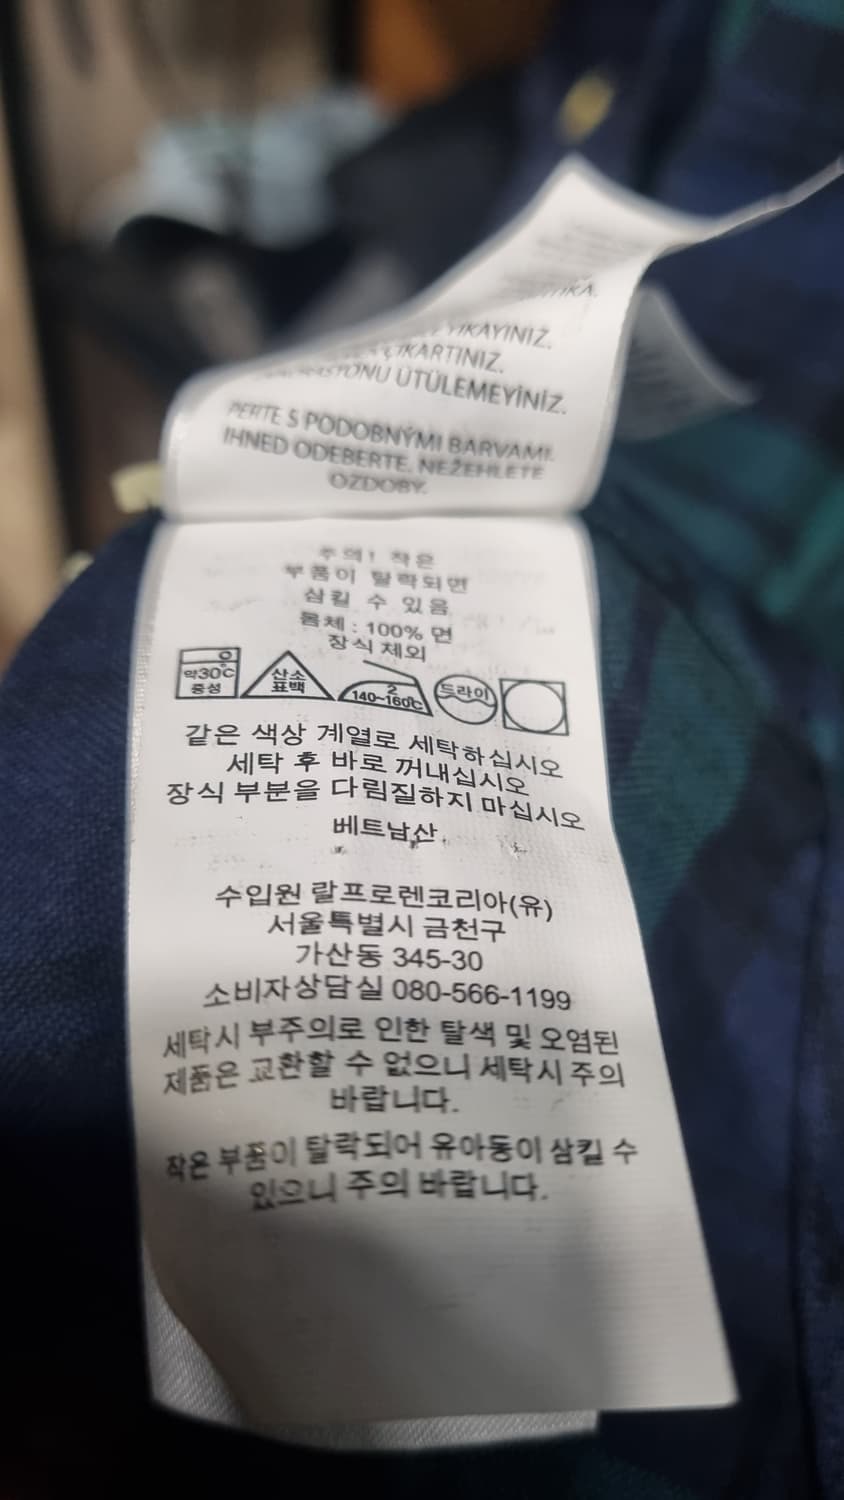 YIKAYINIZ.
ÇIKARTINIZ.
ÜTÜLEMEYİNİZ.
PERTE S PODOBNÝMI BARVAMI.
IHNED ODEBERTE. NEŽEHLETE
OZDOBY.
주의! 작은
부품이 탈락되면
삼킬 수 있음
몸체 : 100% 면
장식 제외
약30℃
중성
산소
표백
2
140~160℃
드라이
같은 색상 계열로 세탁하십시오
세탁 후 바로 꺼내십시오
장식 부분을 다림질하지 마십시오
베트남산
수입원 랄프로렌코리아(유)
서울특별시 금천구
가산동 345-30
소비자상담실 080-566-1199
세탁시 부주의로 인한 탈색 및 오염된
제품은 교환할 수 없으니 세탁시 주의
바랍니다.
작은 부품이 탈락되어 유아동이 삼킬 수
있으니 주의 바랍니다.